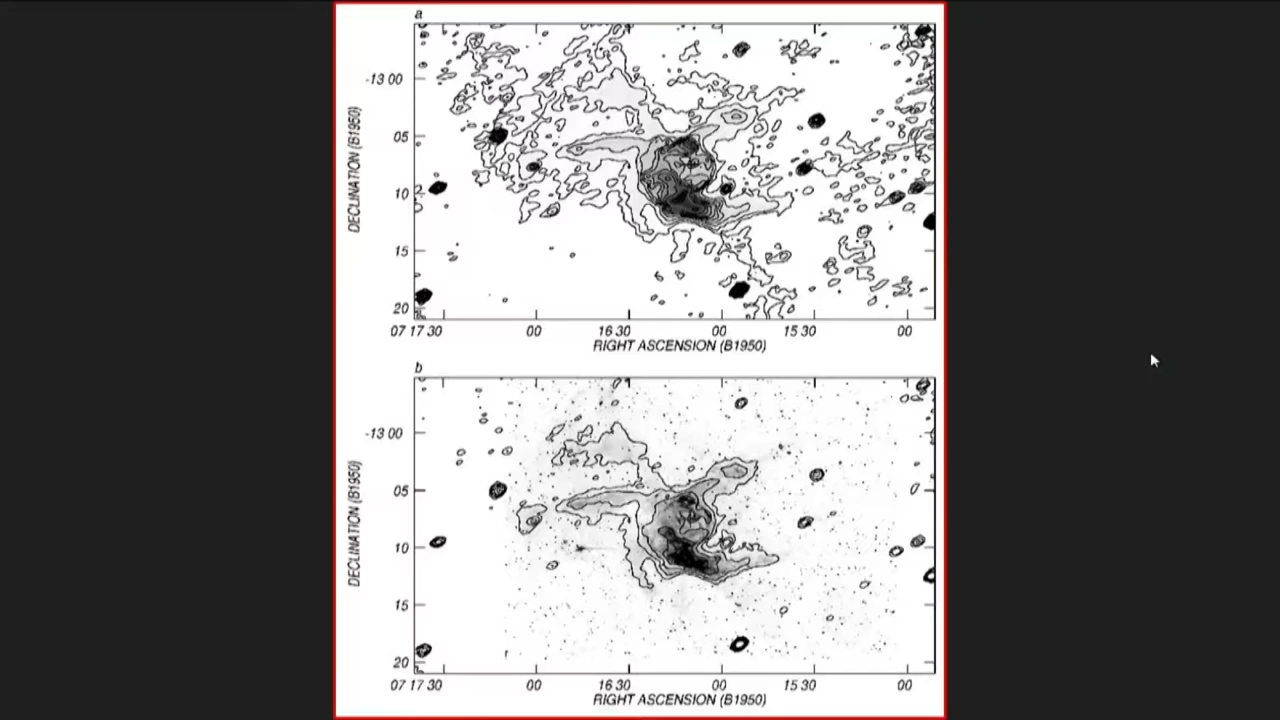 a
DECLINATION (B1950)
-13 00
05
10
15
20
07 17 30 00 16 30 00 15 30 00
RIGHT ASCENSION (B1950)
b
DECLINATION (B1950)
-13 00
05
10
15
20
07 17 30 00 16 30 00 15 30 00
RIGHT ASCENSION (B1950)